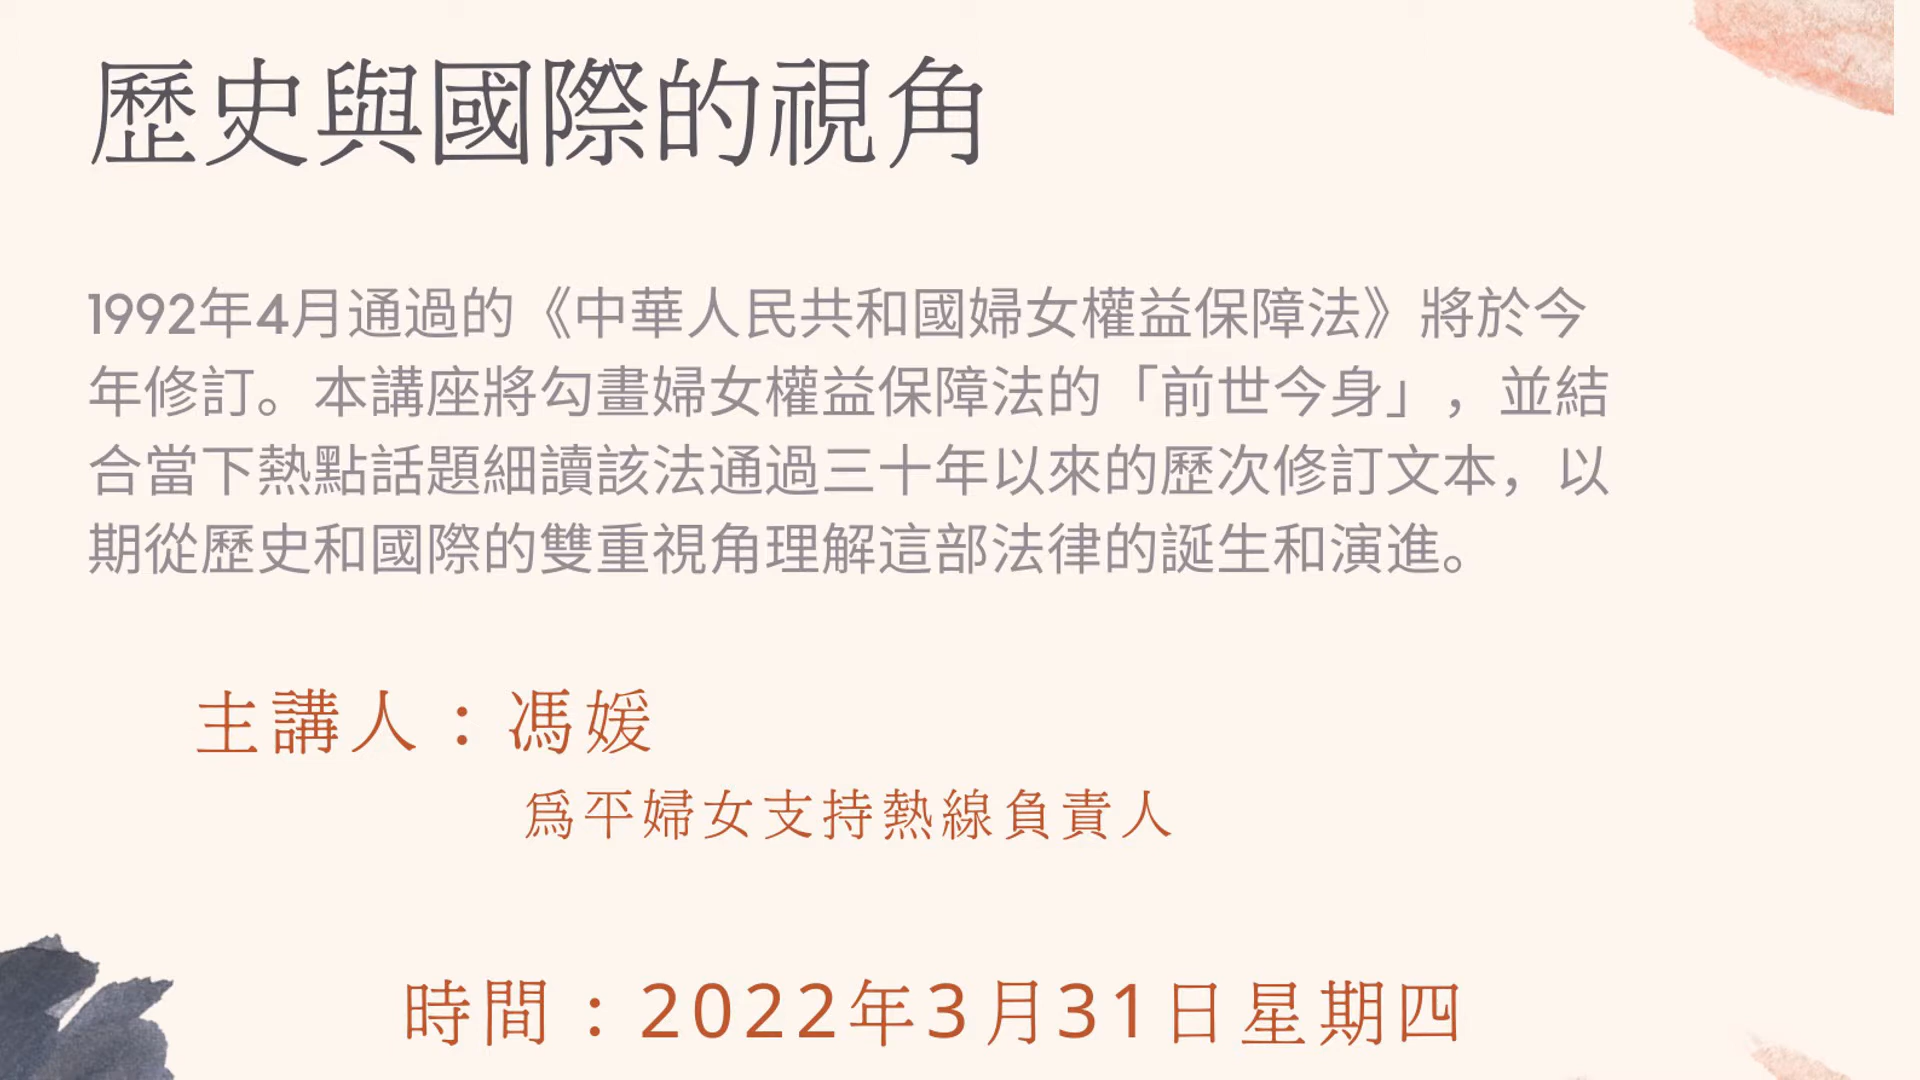 歷史與國際的視角
1992年4月通過的《中華人民共和國婦女權益保障法》將於今
年修訂。本講座將勾畫婦女權益保障法的「前世今身」，並結
合當下熱點話題細讀該法通過三十年以來的歷次修訂文本，以
期從歷史和國際的雙重視角理解這部法律的誕生和演進。
主講人：馮媛
爲平婦女支持熱線負責人
時間：2022年3月31日星期四